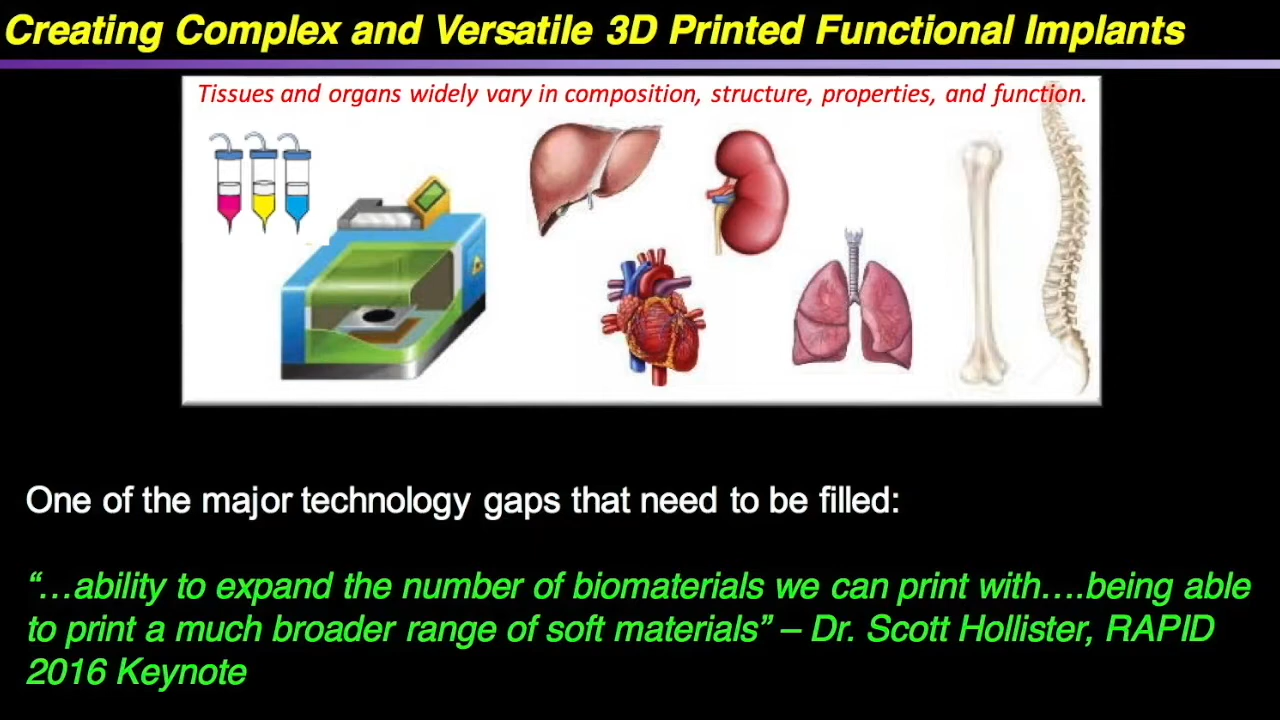 Creating Complex and Versatile 3D Printed Functional Implants
Tissues and organs widely vary in composition, structure, properties, and function.
One of the major technology gaps that need to be filled:
“…ability to expand the number of biomaterials we can print with….being able
to print a much broader range of soft materials” – Dr. Scott Hollister, RAPID
2016 Keynote